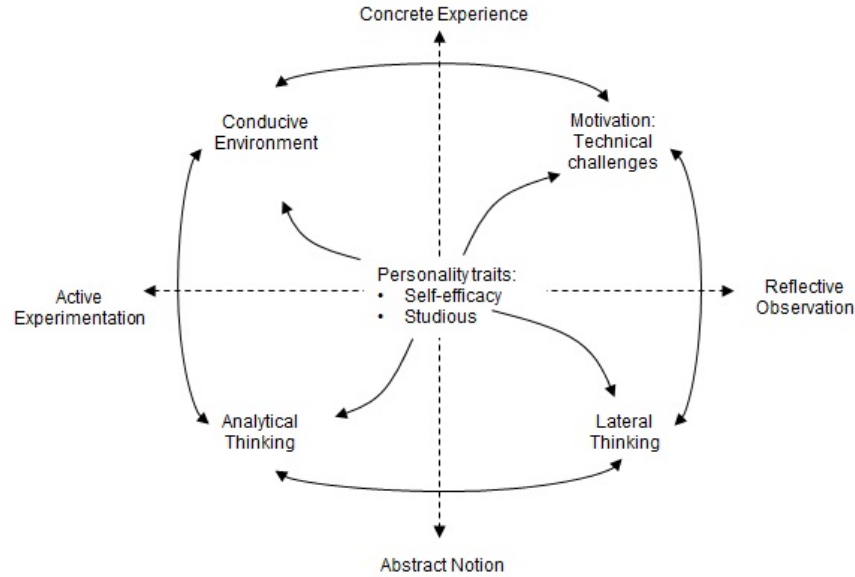 Concrete Experience
Conducive
Environment
Motivation:
Technical
challenges
Personality traits:
• Self-efficacy
• Studious
Active
Experimentation
Reflective
Observation
Analytical
Thinking
Lateral
Thinking
Abstract Notion